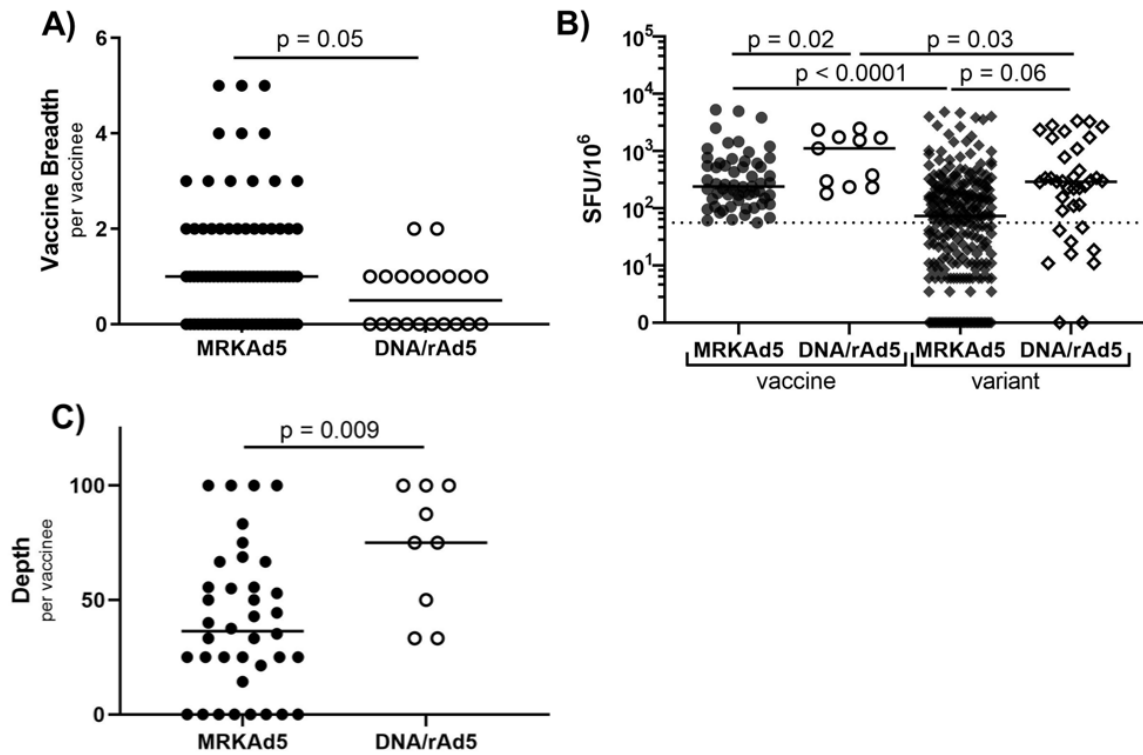 A)
p = 0.05
Vaccine Breadth
per vaccinee
6
4
2
0
MRKAd5 DNA/rAd5
B)
p = 0.02 p = 0.03
p < 0.0001 p = 0.06
SFU/10⁶
10⁵
10⁴
10³
10²
10¹
0
MRKAd5 DNA/rAd5 MRKAd5 DNA/rAd5
vaccine variant
C)
p = 0.009
Depth
per vaccinee
100
50
0
MRKAd5 DNA/rAd5